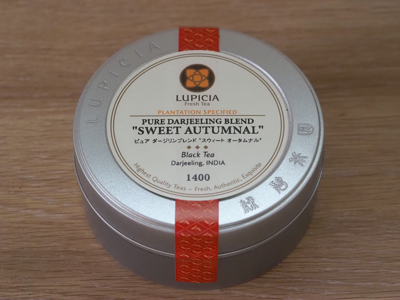 LUPICIA
LUPICIA
Fresh Tea
PLANTATION SPECIFIED
PURE DARJEELING BLEND
"SWEET AUTUMNAL"
ピュア ダージリンブレンド "スウィート オータムナル"
Black Tea
Darjeeling, INDIA
1400
Highest Quality Teas – Fresh, Authentic, Exquisite